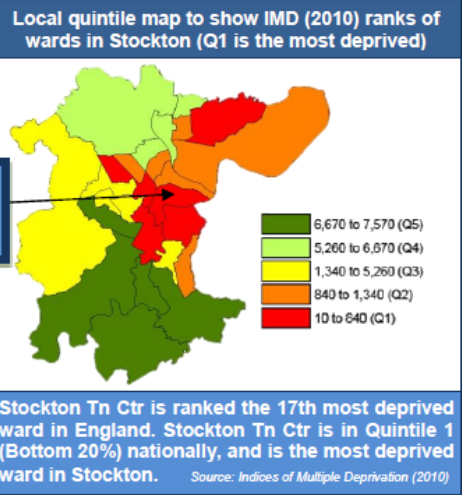 Local quintile map to show IMD (2010) ranks of
wards in Stockton (Q1 is the most deprived)
6,670 to 7,570 (Q5)
5,260 to 6,670 (Q4)
1,340 to 5,260 (Q3)
840 to 1,340 (Q2)
10 to 840 (Q1)
Stockton Tn Ctr is ranked the 17th most deprived
ward in England. Stockton Tn Ctr is in Quintile 1
(Bottom 20%) nationally, and is the most deprived
ward in Stockton. Source: Indices of Multiple Deprivation (2010)